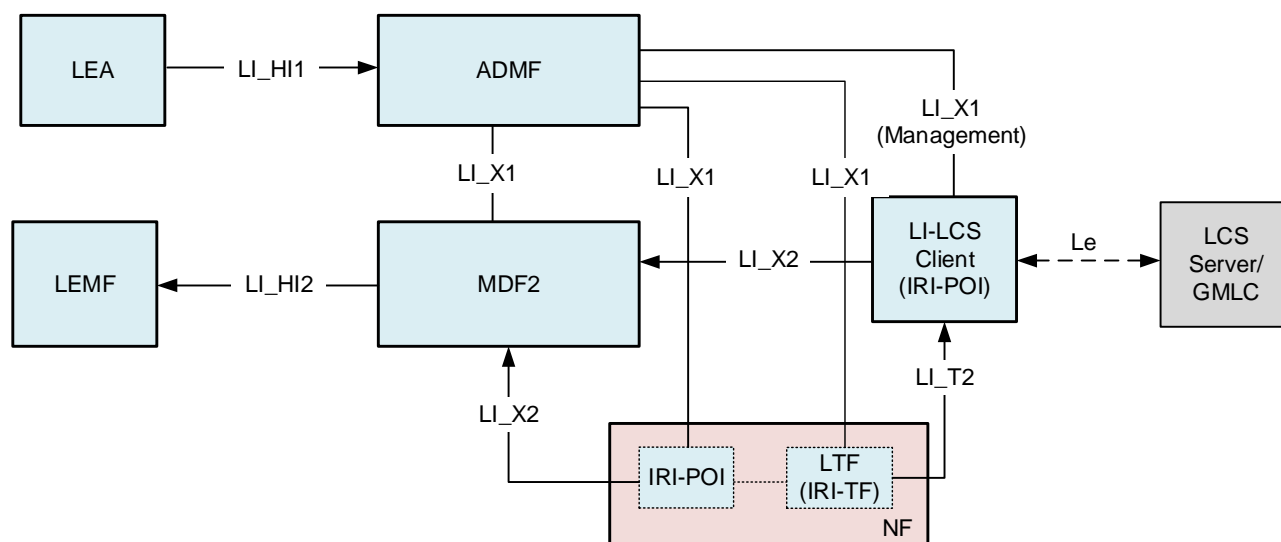 LEA
LI_HI1
ADMF
LI_X1
(Management)
LI_X1
LI_X1
LI_X1
LEMF
LI_HI2
MDF2
LI_X2
LI-LCS
Client
(IRI-POI)
Le
LCS
Server/
GMLC
LI_T2
LI_X2
IRI-POI
LTF
(IRI-TF)
NF